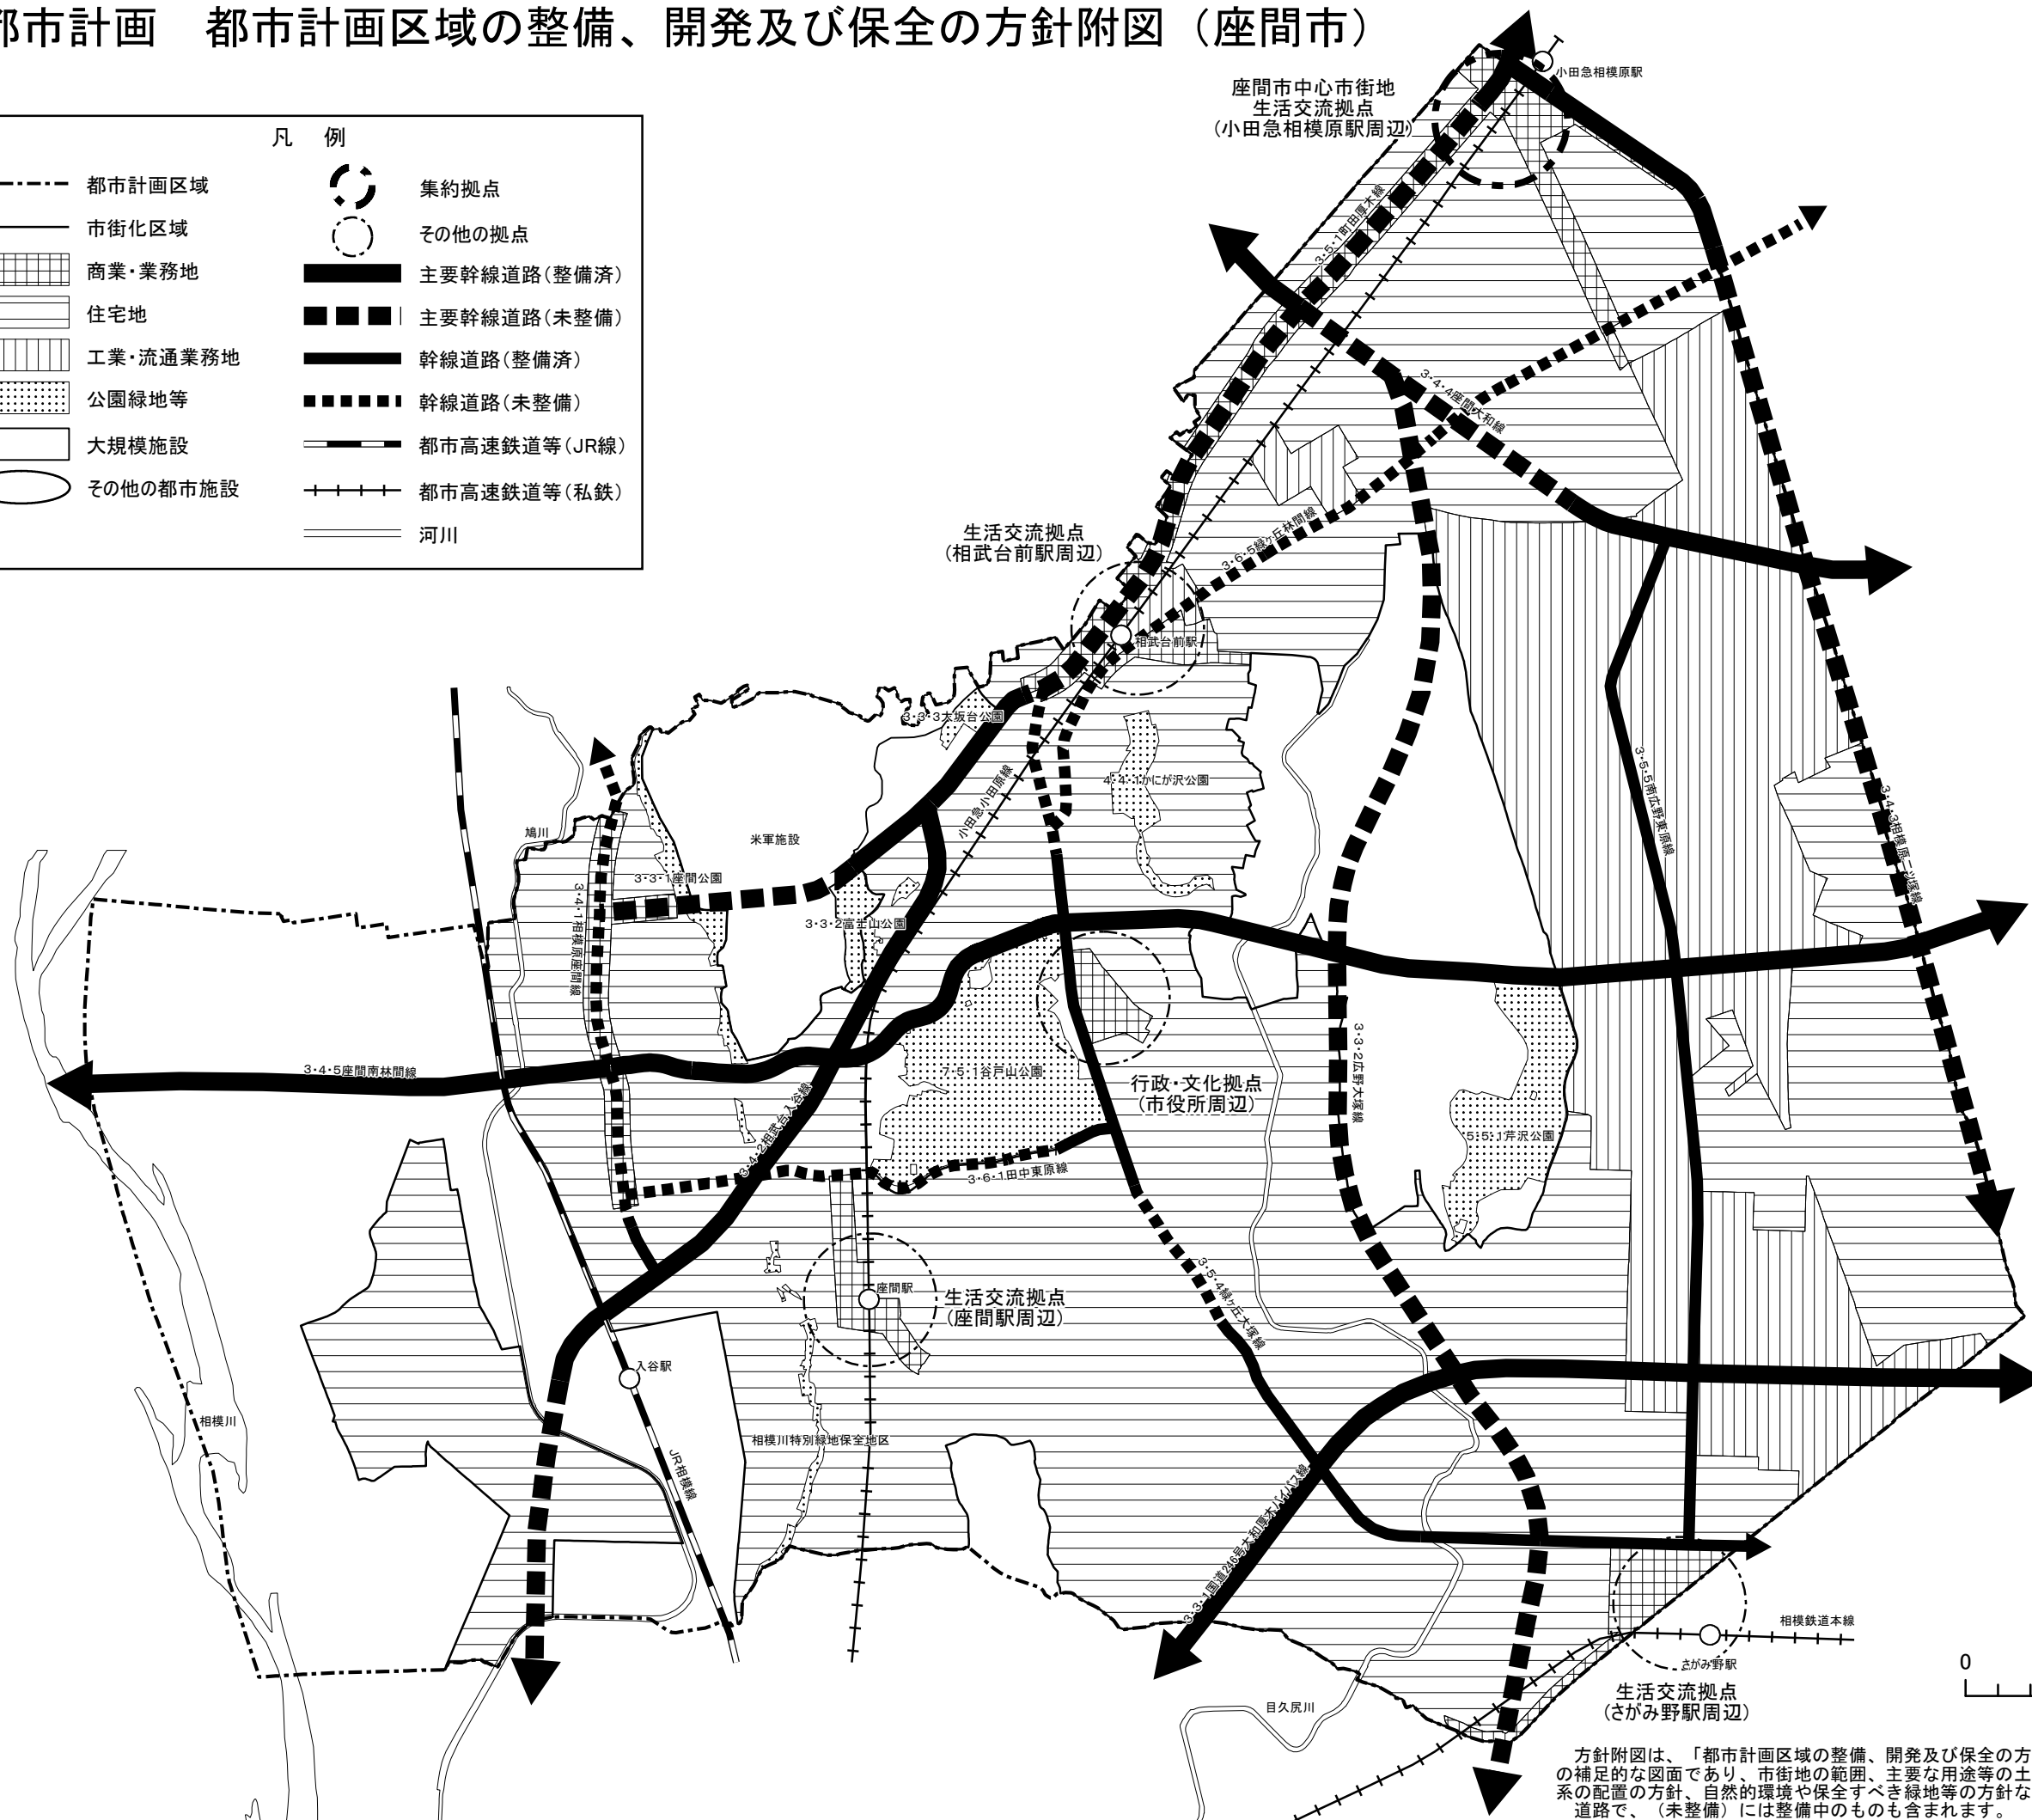 都市計画　都市計画区域の整備、開発及び保全の方針附図（座間市）
凡　例
都市計画区域
市街化区域
商業・業務地
住宅地
工業・流通業務地
公園緑地等
大規模施設
その他の都市施設
集約拠点
その他の拠点
主要幹線道路（整備済）
主要幹線道路（未整備）
幹線道路（整備済）
幹線道路（未整備）
都市高速鉄道等（JR線）
都市高速鉄道等（私鉄）
河川
小田急相模原駅
座間市中心市街地
生活交流拠点
（小田急相模原駅周辺）
3・5・1町田厚木線
3・4・4座間大和線
生活交流拠点
（相武台前駅周辺）
3・6・5緑ヶ丘林間線
相武台前駅
3・3・3大坂台公園
小田急小田原線
4・4・1かにが沢公園
3・5・5南広野東原線
3・4・3相模原二ツ塚線
鳩川
米軍施設
3・3・1座間公園
3・4・1相模原座間線
3・3・2富士山公園
3・4・5座間南林間線
7・5・1谷戸山公園
行政・文化拠点
（市役所周辺）
3・3・2広野大塚線
5・5・1芹沢公園
3・4・2相武台入谷線
3・6・1田中東原線
3・5・4緑ヶ丘大塚線
座間駅
生活交流拠点
（座間駅周辺）
入谷駅
相模川
相模川特別緑地保全地区
JR相模線
3・3・1国道246号大和厚木バイパス線
相模鉄道本線
さがみ野駅
生活交流拠点
（さがみ野駅周辺）
目久尻川
0
方針附図は、「都市計画区域の整備、開発及び保全の方
の補足的な図面であり、市街地の範囲、主要な用途等の土
系の配置の方針、自然的環境や保全すべき緑地等の方針な
道路で、（未整備）には整備中のものも含まれます。